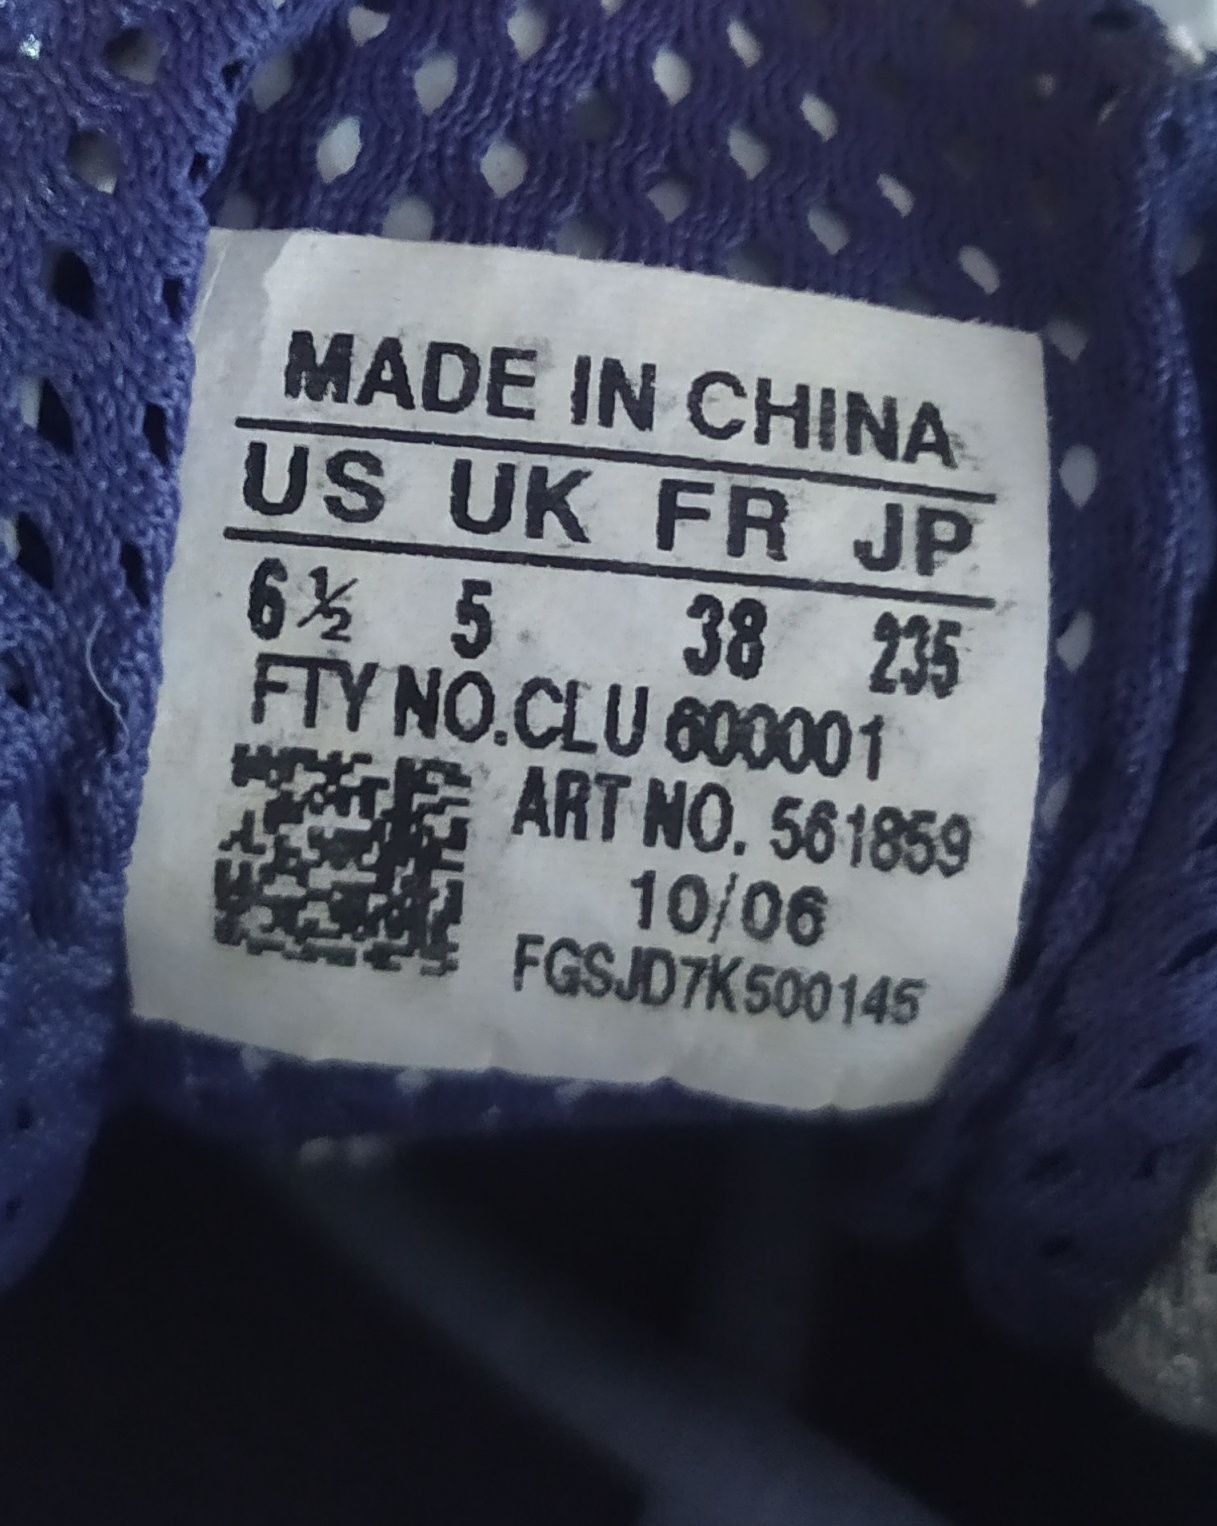 MADE IN CHINA
US UK FR JP
6½ 5 38 235
FTY NO.CLU 600001
ART NO. 561859
10/06
FGSJD7K500145